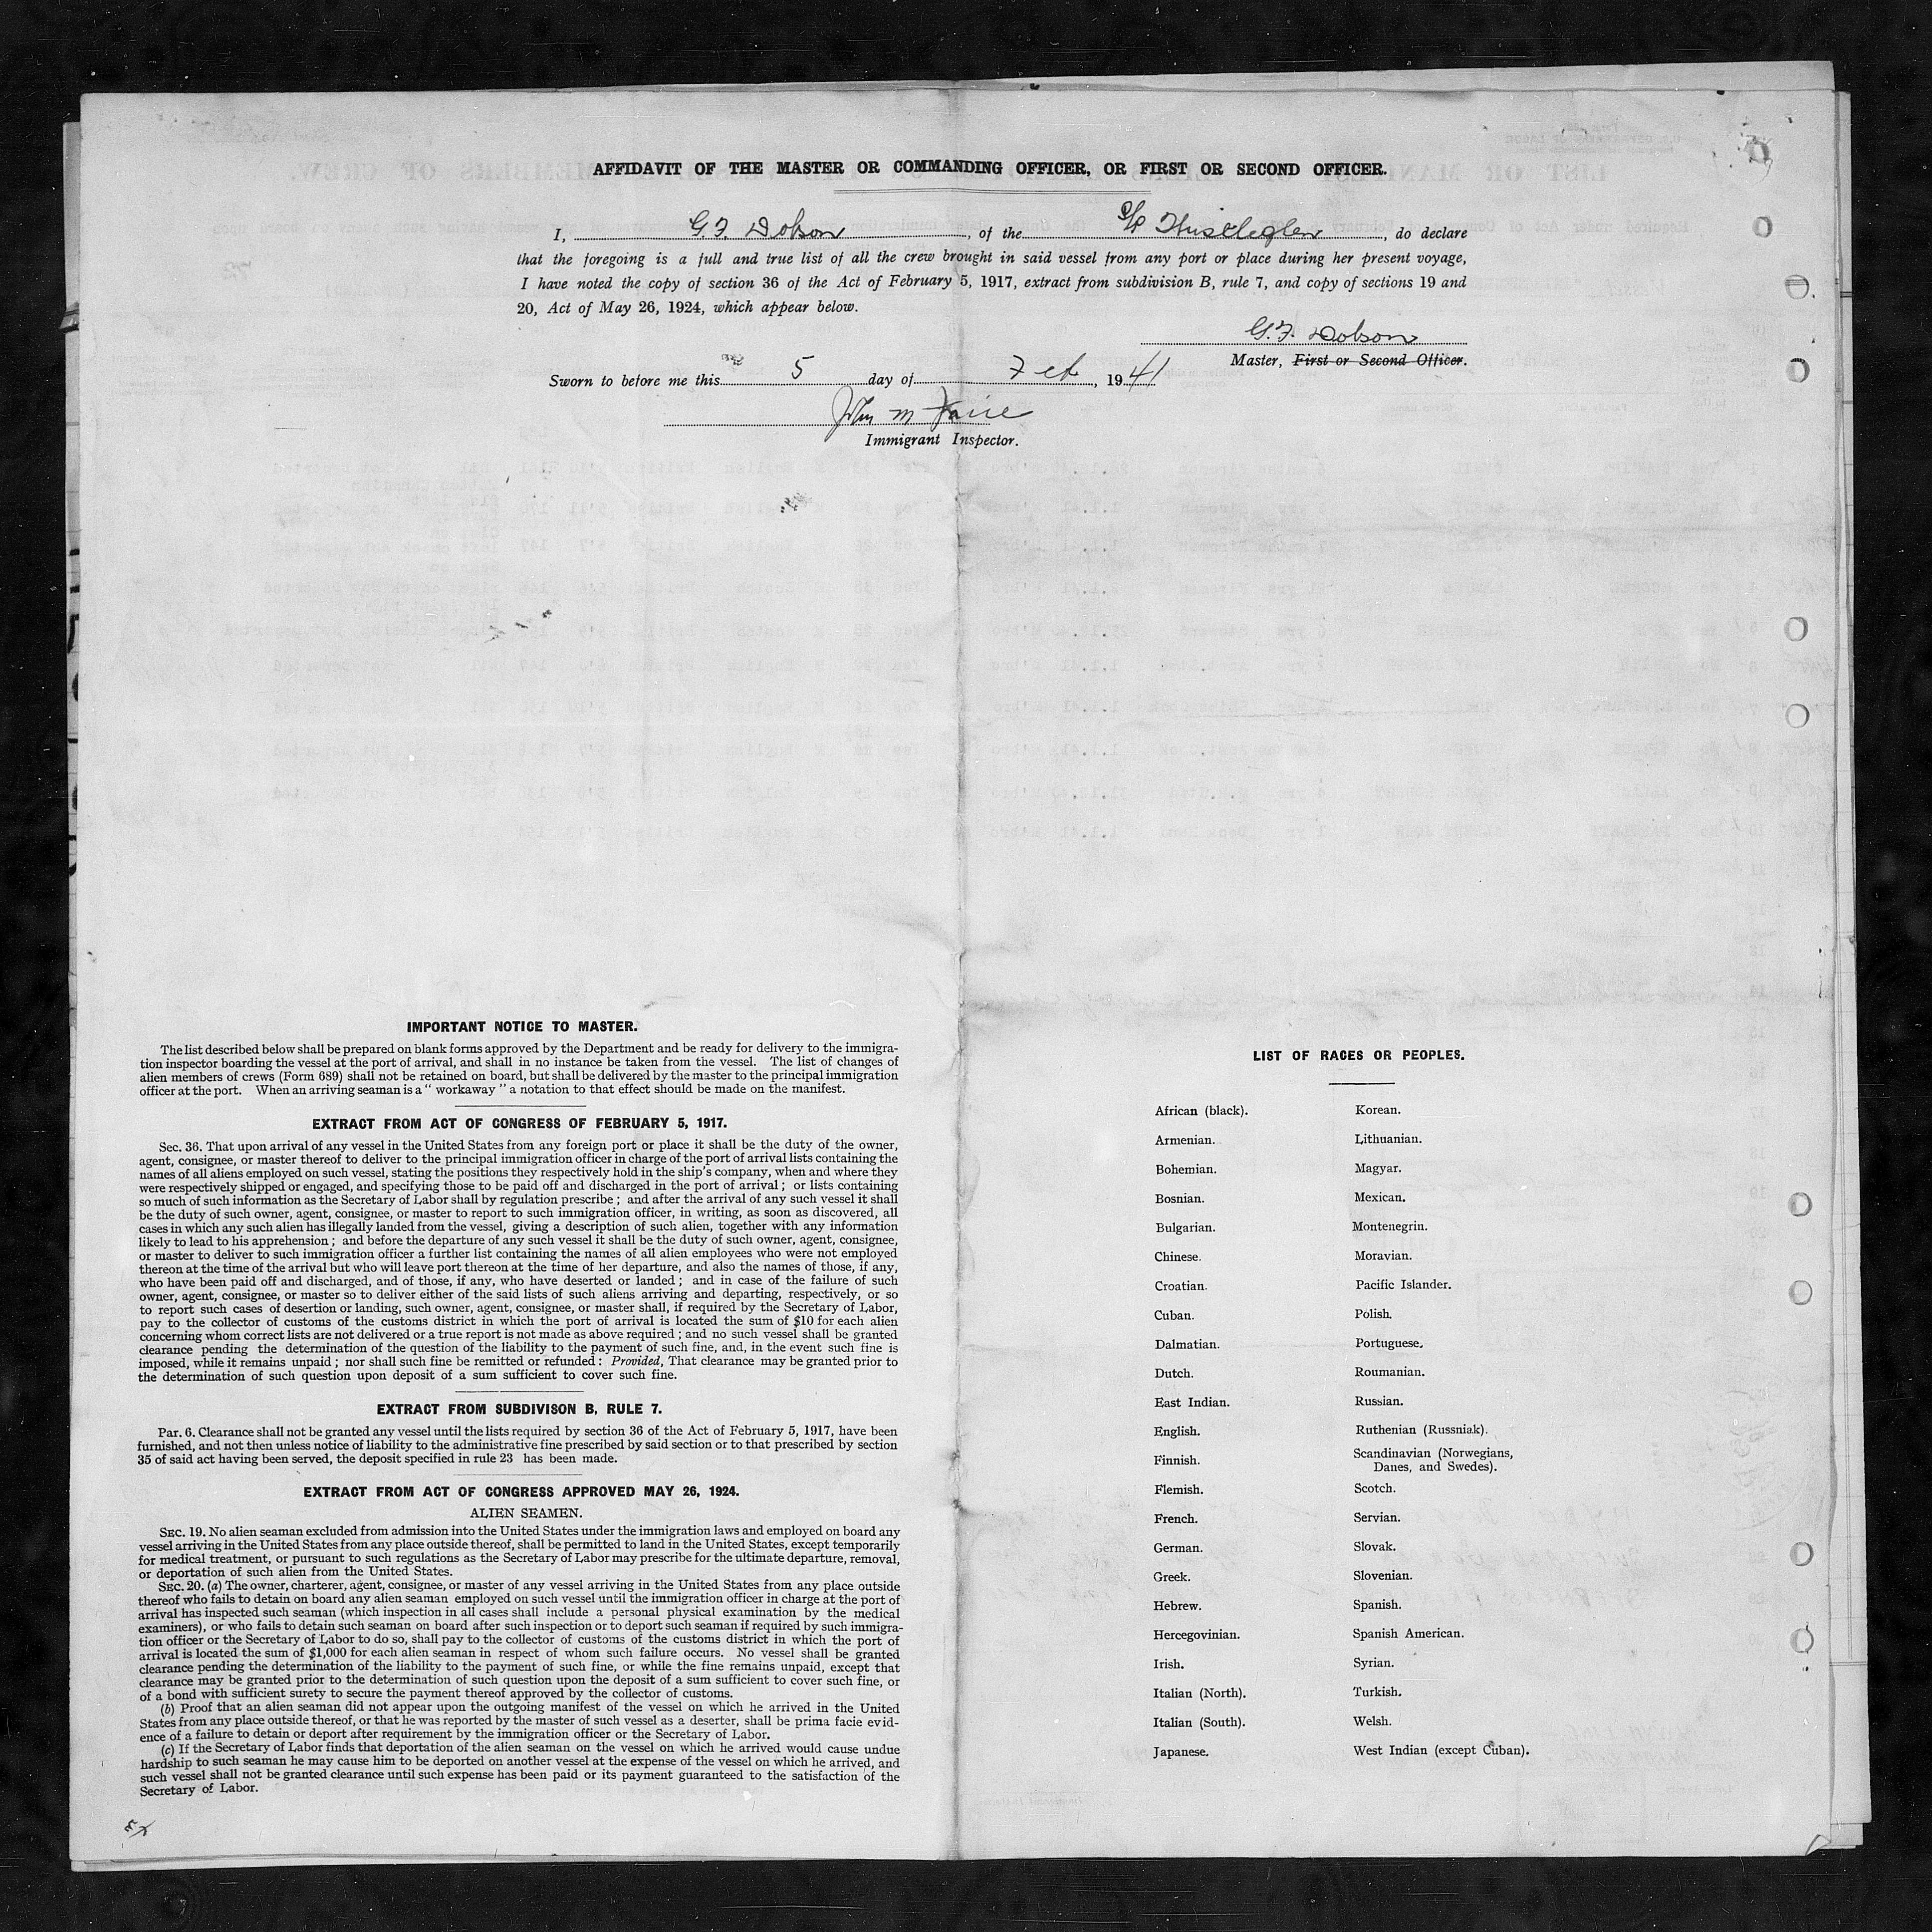 AFFIDAVIT OF THE MASTER OR COMMANDING OFFICER, OR FIRST OR SECOND OFFICER.
I, G. F. Dobson, of the S/S Thistleglen, do declare
that the foregoing is a full and true list of all the crew brought in said vessel from any port or place during her present voyage,
I have noted the copy of section 36 of the Act of February 5, 1917, extract from subdivision B, rule 7, and copy of sections 19 and
20, Act of May 26, 1924, which appear below.
G. F. Dobson
Master, First or Second Officer.
Sworn to before me this 5 day of Feb, 1941
John M
Immigrant Inspector.
IMPORTANT NOTICE TO MASTER.
The list described below shall be prepared on blank forms approved by the Department and be ready for delivery to the immigra-
tion inspector boarding the vessel at the port of arrival, and shall in no instance be taken from the vessel. The list of changes of
alien members of crews (Form 689) shall not be retained on board, but shall be delivered by the master to the principal immigration
officer at the port. When an arriving seaman is a " workaway " a notation to that effect should be made on the manifest.
EXTRACT FROM ACT OF CONGRESS OF FEBRUARY 5, 1917.
Sec. 36. That upon arrival of any vessel in the United States from any foreign port or place it shall be the duty of the owner,
agent, consignee, or master thereof to deliver to the principal immigration officer in charge of the port of arrival lists containing the
names of all aliens employed on such vessel, stating the positions they respectively hold in the ship's company, when and where they
were respectively shipped or engaged, and specifying those to be paid off and discharged in the port of arrival ; or lists containing
so much of such information as the Secretary of Labor shall by regulation prescribe ; and after the arrival of any such vessel it shall
be the duty of such owner, agent, consignee, or master to report to such immigration officer, in writing, as soon as discovered, all
cases in which any such alien has illegally landed from the vessel, giving a description of such alien, together with any information
likely to lead to his apprehension ; and before the departure of any such vessel it shall be the duty of such owner, agent, consignee,
or master to deliver to such immigration officer a further list containing the names of all alien employees who were not employed
thereon at the time of the arrival but who will leave port thereon at the time of her departure, and also the names of those, if any,
who have been paid off and discharged, and of those, if any, who have deserted or landed ; and in case of the failure of such
owner, agent, consignee, or master so to deliver either of the said lists of such aliens arriving and departing, respectively, or so
to report such cases of desertion or landing, such owner, agent, consignee, or master shall, if required by the Secretary of Labor,
pay to the collector of customs of the customs district in which the port of arrival is located the sum of $10 for each alien
concerning whom correct lists are not delivered or a true report is not made as above required ; and no such vessel shall be granted
clearance pending the determination of the question of the liability to the payment of such fine, and, in the event such fine is
imposed, while it remains unpaid ; nor shall such fine be remitted or refunded : Provided, That clearance may be granted prior to
the determination of such question upon deposit of a sum sufficient to cover such fine.
EXTRACT FROM SUBDIVISON B, RULE 7.
Par. 6. Clearance shall not be granted any vessel until the lists required by section 36 of the Act of February 5, 1917, have been
furnished, and not then unless notice of liability to the administrative fine prescribed by said section or to that prescribed by section
35 of said act having been served, the deposit specified in rule 23 has been made.
EXTRACT FROM ACT OF CONGRESS APPROVED MAY 26, 1924.
ALIEN SEAMEN.
SEC. 19. No alien seaman excluded from admission into the United States under the immigration laws and employed on board any
vessel arriving in the United States from any place outside thereof, shall be permitted to land in the United States, except temporarily
for medical treatment, or pursuant to such regulations as the Secretary of Labor may prescribe for the ultimate departure, removal,
or deportation of such alien from the United States.
SEC. 20. (a) The owner, charterer, agent, consignee, or master of any vessel arriving in the United States from any place outside
thereof who fails to detain on board any alien seaman employed on such vessel until the immigration officer in charge at the port of
arrival has inspected such seaman (which inspection in all cases shall include a personal physical examination by the medical
examiners), or who fails to detain such seaman on board after such inspection or to deport such seaman if required by such immigra-
tion officer or the Secretary of Labor to do so, shall pay to the collector of customs of the customs district in which the port of
arrival is located the sum of $1,000 for each alien seaman in respect of whom such failure occurs. No vessel shall be granted
clearance pending the determination of the liability to the payment of such fine, or while the fine remains unpaid, except that
clearance may be granted prior to the determination of such question upon the deposit of a sum sufficient to cover such fine, or
of a bond with sufficient surety to secure the payment thereof approved by the collector of customs.
(b) Proof that an alien seaman did not appear upon the outgoing manifest of the vessel on which he arrived in the United
States from any place outside thereof, or that he was reported by the master of such vessel as a deserter, shall be prima facie evid-
ence of a failure to detain or deport after requirement by the immigration officer or the Secretary of Labor.
(c) If the Secretary of Labor finds that deportation of the alien seaman on the vessel on which he arrived would cause undue
hardship to such seaman he may cause him to be deported on another vessel at the expense of the vessel on which he arrived, and
such vessel shall not be granted clearance until such expense has been paid or its payment guaranteed to the satisfaction of the
Secretary of Labor.
LIST OF RACES OR PEOPLES.
African (black). Korean.
Armenian. Lithuanian.
Bohemian. Magyar.
Bosnian. Mexican.
Bulgarian. Montenegrin.
Chinese. Moravian.
Croatian. Pacific Islander.
Cuban. Polish.
Dalmatian. Portuguese.
Dutch. Roumanian.
East Indian. Russian.
English. Ruthenian (Russniak).
Finnish. Scandinavian (Norwegians,
Danes, and Swedes).
Flemish. Scotch.
French. Servian.
German. Slovak.
Greek. Slovenian.
Hebrew. Spanish.
Hercegovinian. Spanish American.
Irish. Syrian.
Italian (North). Turkish.
Italian (South). Welsh.
Japanese. West Indian (except Cuban).